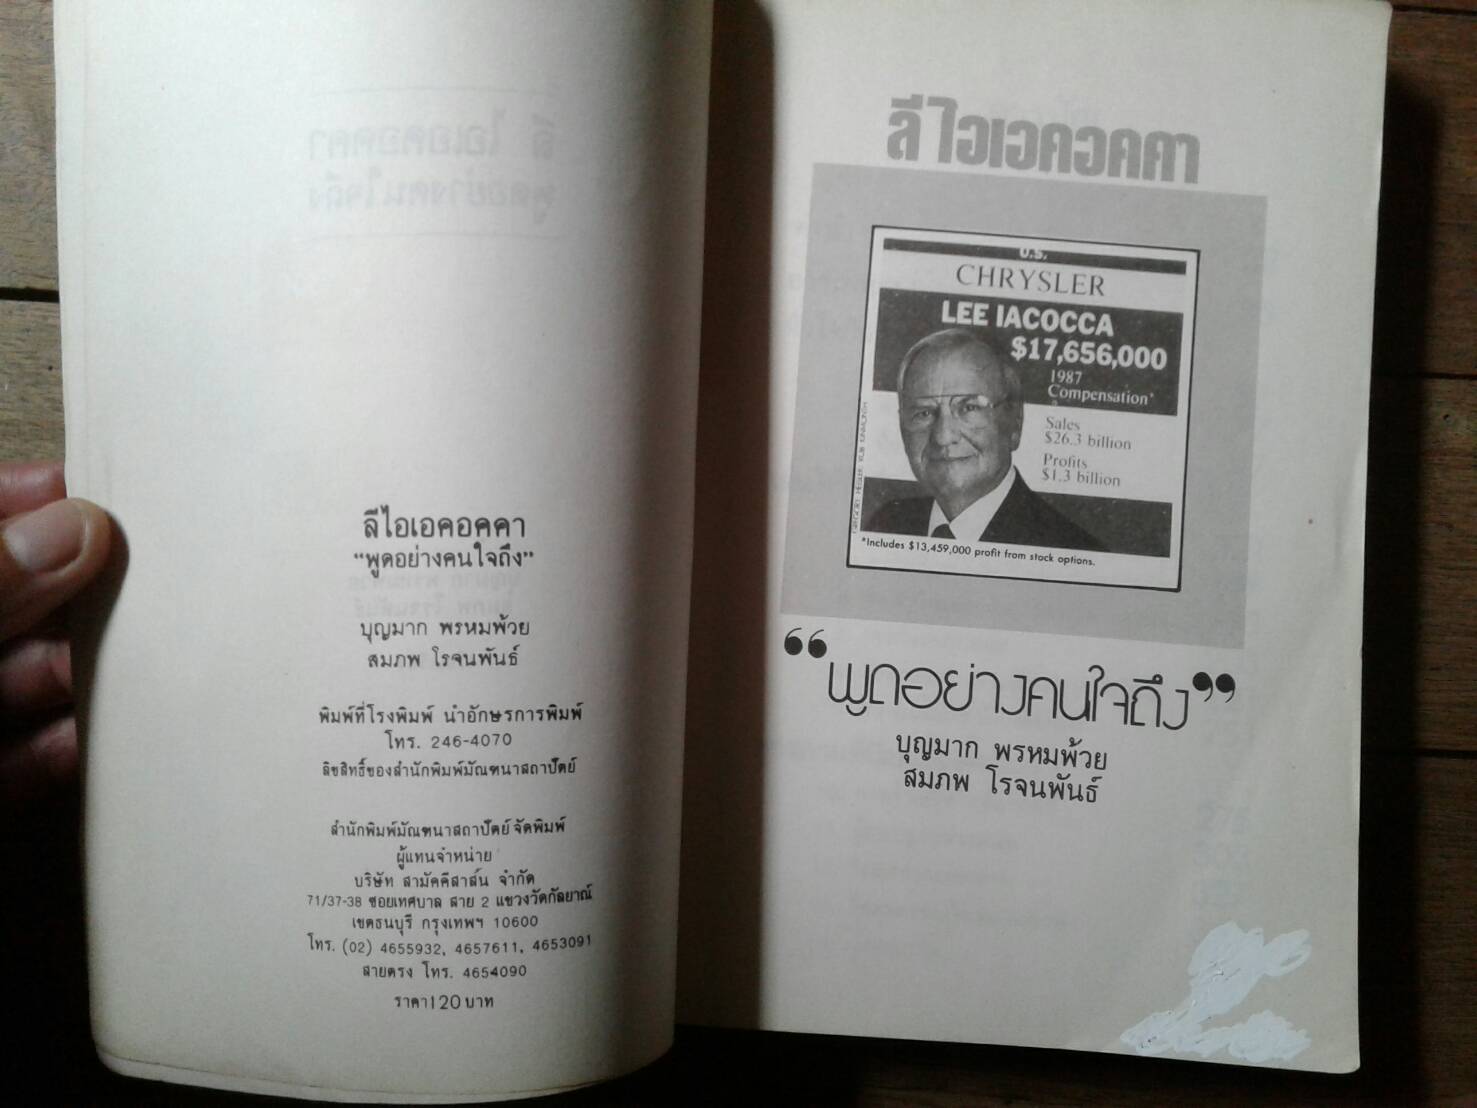 ลีไอเอคอคคา
“พูดอย่างคนใจถึง”
บุญมาก พรหมพ้วย
สมภพ โรจนพันธ์
พิมพ์ที่โรงพิมพ์ นำอักษรการพิมพ์
โทร. 246-4070
ลิขสิทธิ์ของสำนักพิมพ์มัณฑนาสถาปัตย์
สำนักพิมพ์มัณฑนาสถาปัตย์ จัดพิมพ์
ผู้แทนจำหน่าย
บริษัท สามัคคีสาส์น จำกัด
71/37-38 ซอยเทศบาล สาย 2 แขวงวัดกัลยาณ์
เขตธนบุรี กรุงเทพฯ 10600
โทร. (02) 4655932, 4657611, 4653091
สายตรง โทร. 4654090
ราคา120 บาท
ลี ไอเอคอคคา
U.S.
CHRYSLER
LEE IACOCCA
$17,656,000
1987
Compensation*
Sales
$26.3 billion
Profits
$1.3 billion
*Includes $13,459,000 profit from stock options.
“พูดอย่างคนใจถึง”
บุญมาก พรหมพ้วย
สมภพ โรจนพันธ์